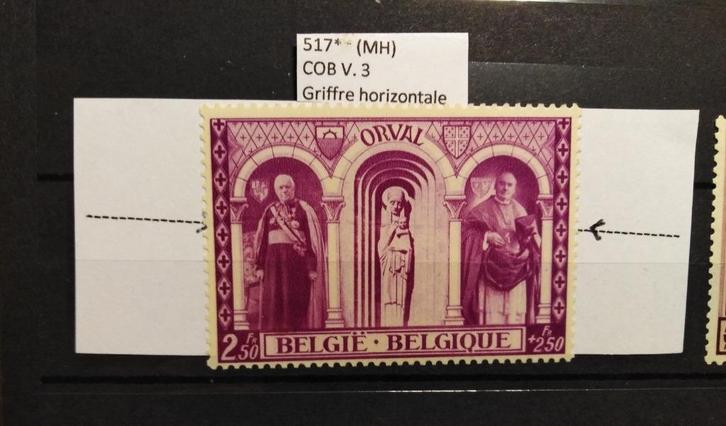 517* (MH)
COB V. 3
Griffre horizontale
ORVAL
2 FR 50 BELGIË · BELGIQUE FR +2.50